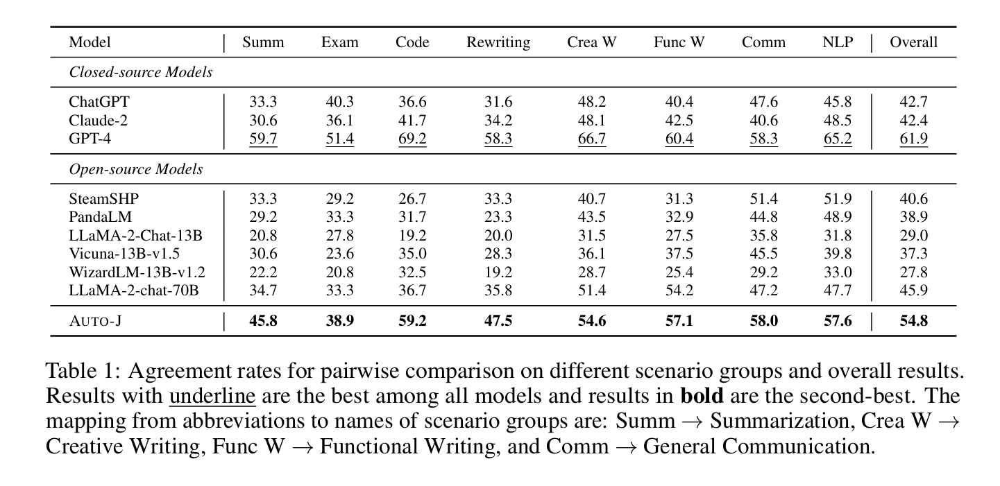 Model Summ Exam Code Rewriting Crea W Func W Comm NLP Overall
Closed-source Models
ChatGPT 33.3 40.3 36.6 31.6 48.2 40.4 47.6 45.8 42.7
Claude-2 30.6 36.1 41.7 34.2 48.1 42.5 40.6 48.5 42.4
GPT-4 59.7 51.4 69.2 58.3 66.7 60.4 58.3 65.2 61.9
Open-source Models
SteamSHP 33.3 29.2 26.7 33.3 40.7 31.3 51.4 51.9 40.6
PandaLM 29.2 33.3 31.7 23.3 43.5 32.9 44.8 48.9 38.9
LLaMA-2-Chat-13B 20.8 27.8 19.2 20.0 31.5 27.5 35.8 31.8 29.0
Vicuna-13B-v1.5 30.6 23.6 35.0 28.3 36.1 37.5 45.5 39.8 37.3
WizardLM-13B-v1.2 22.2 20.8 32.5 19.2 28.7 25.4 29.2 33.0 27.8
LLaMA-2-chat-70B 34.7 33.3 36.7 35.8 51.4 54.2 47.2 47.7 45.9
AUTO-J 45.8 38.9 59.2 47.5 54.6 57.1 58.0 57.6 54.8
Table 1: Agreement rates for pairwise comparison on different scenario groups and overall results.
Results with underline are the best among all models and results in bold are the second-best. The
mapping from abbreviations to names of scenario groups are: Summ → Summarization, Crea W →
Creative Writing, Func W → Functional Writing, and Comm → General Communication.